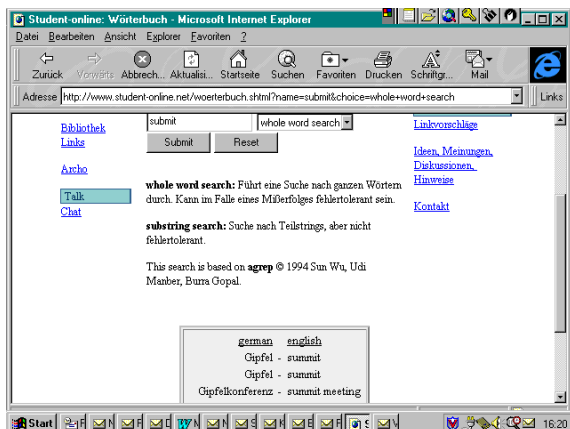 Student-online: Wörterbuch - Microsoft Internet Explorer
Datei Bearbeiten Ansicht Explorer Favoriten ?
Zurück Vorwärts Abbrech... Aktualisi... Startseite Suchen Favoriten Drucken Schriftgr... Mail
Adresse http://www.student-online.net/woerterbuch.shtml?name=submit&choice=whole+word+search Links
Bibliothek
Links
Archo
Talk
Chat
submit whole word search
Submit Reset
whole word search: Führt eine Suche nach ganzen Wörtern
durch. Kann im Falle eines Mißerfolges fehlertolerant sein.
substring search: Suche nach Teilstrings, aber nicht
fehlertolerant.
This search is based on agrep © 1994 Sun Wu, Udi
Manber, Burra Gopal.
german english
Gipfel - summit
Gipfel - summit
Gipfelkonferenz - summit meeting
Linkvorschläge
Ideen, Meinungen,
Diskussionen,
Hinweise
Kontakt
Start 16:20